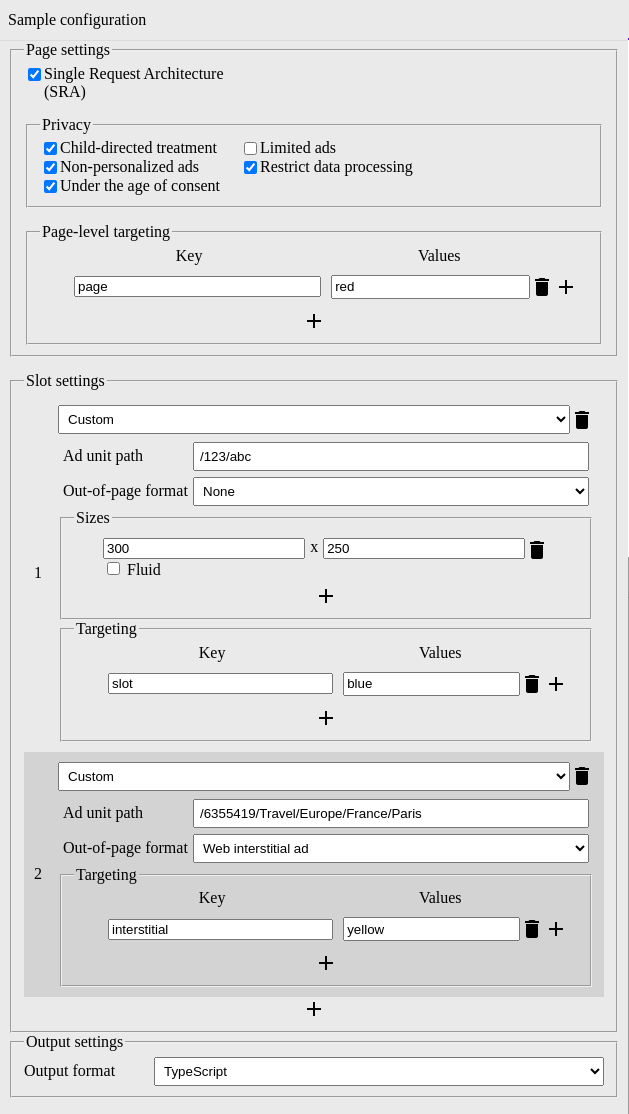 Sample configuration
Page settings
Single Request Architecture
(SRA)
Privacy
Child-directed treatment Limited ads
Non-personalized ads Restrict data processing
Under the age of consent
Page-level targeting
Key Values
page red
Slot settings
Custom
Ad unit path /123/abc
Out-of-page format None
Sizes
300 x 250
1
Fluid
Targeting
Key Values
slot blue
Custom
Ad unit path /6355419/Travel/Europe/France/Paris
Out-of-page format Web interstitial ad
2
Targeting
Key Values
interstitial yellow
Output settings
Output format TypeScript